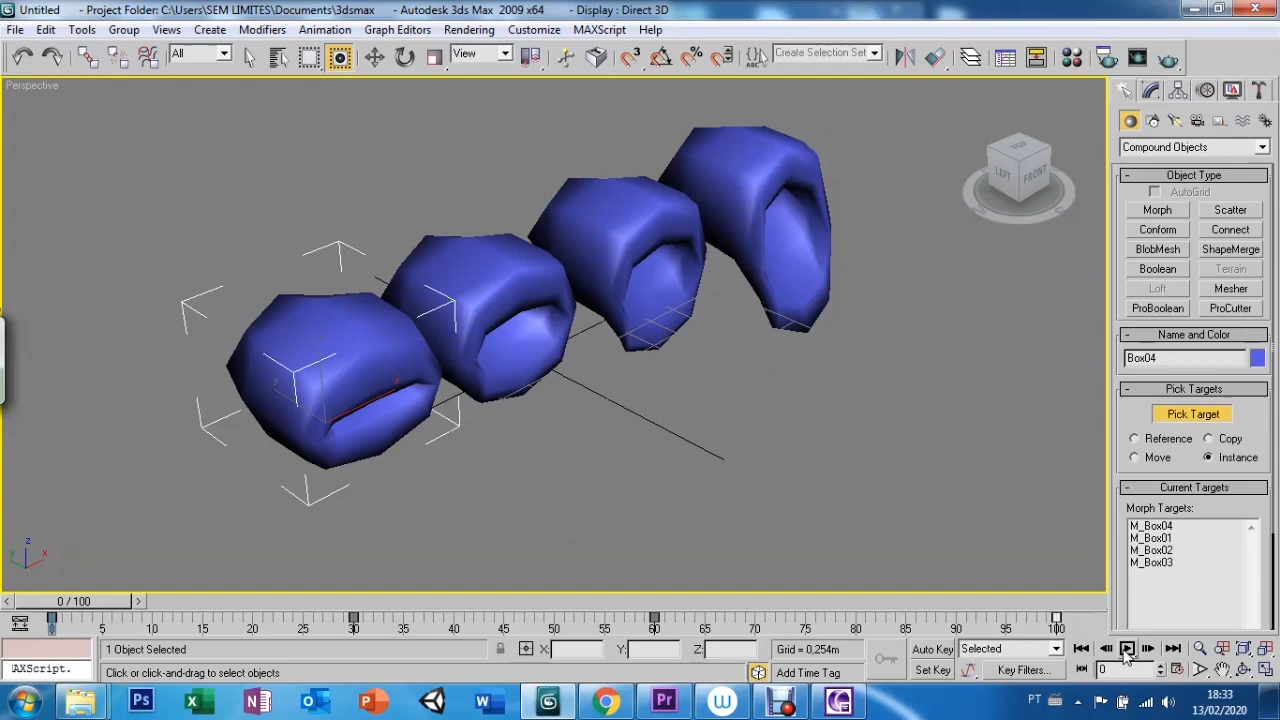 Untitled - Project Folder: C:\Users\SEM LIMITES\Documents\3dsmax - Autodesk 3ds Max 2009 x64 - Display : Direct 3D
File Edit Tools Group Views Create Modifiers Animation Graph Editors Rendering Customize MAXScript Help
All View Create Selection Set
Perspective
TOP
LEFT FRONT
Compound Objects
Object Type
AutoGrid
Morph Scatter
Conform Connect
BlobMesh ShapeMerge
Boolean Terrain
Loft Mesher
ProBoolean ProCutter
Name and Color
Box04
Pick Targets
Pick Target
Reference Copy
Move Instance
Current Targets
Morph Targets:
M_Box04
M_Box01
M_Box02
M_Box03
z
y x
x
0 / 100
5 10 15 20 25 30 35 40 45 50 55 60 65 70 75 80 85 90 95 100
1 Object Selected X: Y: Z: Grid = 0,254m Auto Key Selected
AXScript. Click or click-and-drag to select objects Add Time Tag Set Key Key Filters... 0
PT 18:33
13/02/2020